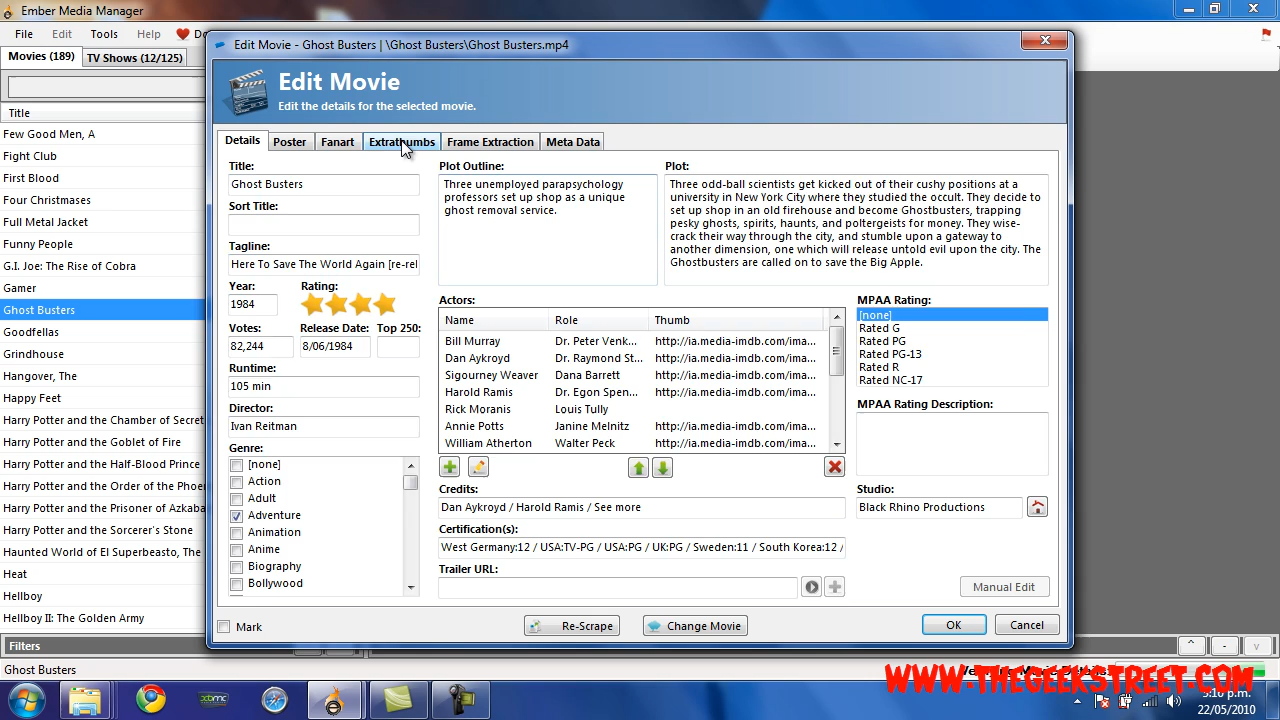 Ember Media Manager
File Edit Tools Help
Movies (189) TV Shows (12/125)
Title
Few Good Men, A
Fight Club
First Blood
Four Christmases
Full Metal Jacket
Funny People
G.I. Joe: The Rise of Cobra
Gamer
Ghost Busters
Goodfellas
Grindhouse
Hangover, The
Happy Feet
Harry Potter and the Chamber of Secret
Harry Potter and the Goblet of Fire
Harry Potter and the Half-Blood Prince
Harry Potter and the Order of the Phoer
Harry Potter and the Prisoner of Azkaba
Harry Potter and the Sorcerer's Stone
Haunted World of El Superbeasto, The
Heat
Hellboy
Hellboy II: The Golden Army
Filters
Ghost Busters
Edit Movie - Ghost Busters | \Ghost Busters\Ghost Busters.mp4
Edit Movie
Edit the details for the selected movie.
Details Poster Fanart Extrathumbs Frame Extraction Meta Data
Title:
Ghost Busters
Sort Title:
Tagline:
Here To Save The World Again [re-rel
Year: Rating:
1984
Votes: Release Date: Top 250:
82,244 8/06/1984
Runtime:
105 min
Director:
Ivan Reitman
Genre:
[none]
Action
Adult
Adventure
Animation
Anime
Biography
Bollywood
Mark
Plot Outline:
Three unemployed parapsychology
professors set up shop as a unique
ghost removal service.
Plot:
Three odd-ball scientists get kicked out of their cushy positions at a
university in New York City where they studied the occult. They decide to
set up shop in an old firehouse and become Ghostbusters, trapping
pesky ghosts, spirits, haunts, and poltergeists for money. They wise-
crack their way through the city, and stumble upon a gateway to
another dimension, one which will release untold evil upon the city. The
Ghostbusters are called on to save the Big Apple.
Actors:
Name Role Thumb
Bill Murray Dr. Peter Venk... http://ia.media-imdb.com/ima...
Dan Aykroyd Dr. Raymond St... http://ia.media-imdb.com/ima...
Sigourney Weaver Dana Barrett http://ia.media-imdb.com/ima...
Harold Ramis Dr. Egon Spen... http://ia.media-imdb.com/ima...
Rick Moranis Louis Tully
Annie Potts Janine Melnitz http://ia.media-imdb.com/ima...
William Atherton Walter Peck http://ia.media-imdb.com/ima...
MPAA Rating:
[none]
Rated G
Rated PG
Rated PG-13
Rated R
Rated NC-17
MPAA Rating Description:
Credits:
Dan Aykroyd / Harold Ramis / See more
Studio:
Black Rhino Productions
Certification(s):
West Germany:12 / USA:TV-PG / USA:PG / UK:PG / Sweden:11 / South Korea:12 /
Trailer URL:
Manual Edit
Re-Scrape Change Movie OK Cancel
WWW.THEGEEKSTREET.COM
xbmc
22/05/2010